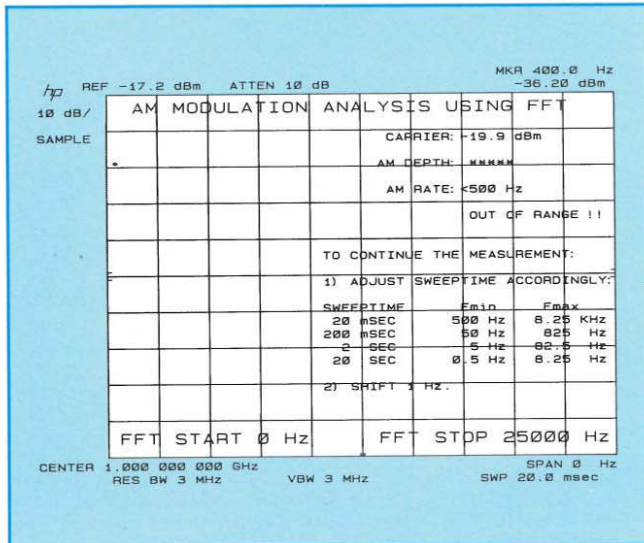 MKR 400.0 Hz
hp REF -17.2 dBm ATTEN 10 dB -36.20 dBm
10 dB/
AM MODULATION ANALYSIS USING FFT
SAMPLE
CARRIER: -19.9 dBm
AM DEPTH: *****
AM RATE: <500 Hz
OUT OF RANGE !!
TO CONTINUE THE MEASUREMENT:
1) ADJUST SWEEPTIME ACCORDINGLY:
SWEEPTIME Fmin Fmax
20 mSEC 500 Hz 8.25 KHz
200 mSEC 50 Hz 825 Hz
2 SEC 5 Hz 82.5 Hz
20 SEC 0.5 Hz 8.25 Hz
2) SHIFT 1 Hz.
FFT START 0 Hz FFT STOP 25000 Hz
CENTER 1.000 000 000 GHz SPAN 0 Hz
RES BW 3 MHz VBW 3 MHz SWP 20.0 msec